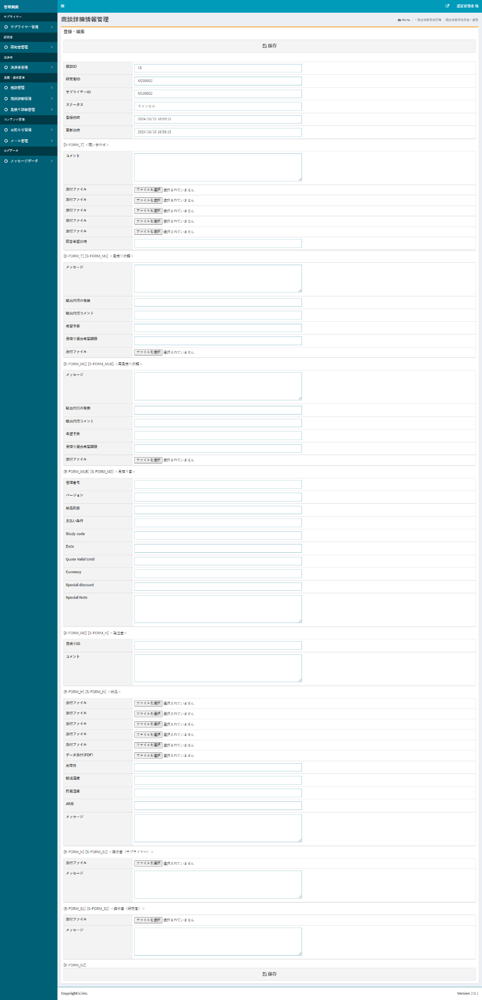 管理画面
運営管理者 様
サプライヤー
サプライヤー管理
研究者
研究者管理
決済者
決済者管理
見積・請求管理
商談管理
商談詳細管理
見積り詳細管理
コンテンツ管理
お知らせ管理
メール管理
ログデータ
メッセージデータ
商談詳細情報管理
Home ・商談詳細情報管理 商談詳細情報登録・編集
登録・編集
保存
商談ID 15
研究者ID M200002
サプライヤーID M100002
ステータス キャンセル
登録日時 2024/10/15 18:59:15
更新日時 2024/10/15 18:59:15
[S-FORM_T] <問い合わせ>
コメント
添付ファイル ファイルを選択 選択されていません
添付ファイル ファイルを選択 選択されていません
添付ファイル ファイルを選択 選択されていません
添付ファイル ファイルを選択 選択されていません
添付ファイル ファイルを選択 選択されていません
回答希望日時
[E-FORM_T] [S-FORM_M1] <見積り依頼>
メッセージ
輸出代行の有無
輸出代行コメント
希望予算
見積り提出希望期限
添付ファイル ファイルを選択 選択されていません
[E-FORM_M1] [S-FORM_M1B] <再見積り依頼>
メッセージ
輸出代行の有無
輸出代行コメント
希望予算
見積り提出希望期限
添付ファイル ファイルを選択 選択されていません
[E-FORM_M1B] [S-FORM_M2] <見積り書>
管理番号
バージョン
納品形態
支払い条件
Study code
Date
Quote Valid Until
Currency
Special discount
Special Note
[E-FORM_M2] [S-FORM_H] <発注書>
見積りID
コメント
[E-FORM_H] [S-FORM_N] <納品>
添付ファイル ファイルを選択 選択されていません
添付ファイル ファイルを選択 選択されていません
添付ファイル ファイルを選択 選択されていません
添付ファイル ファイルを選択 選択されていません
添付ファイル ファイルを選択 選択されていません
データ添付(PDF) ファイルを選択 選択されていません
出荷日
輸送温度
貯蔵温度
AWB
メッセージ
[E-FORM_N] [S-FORM_S1] <請求書（サプライヤー）>
添付ファイル ファイルを選択 選択されていません
メッセージ
[E-FORM_S1] [S-FORM_S2] <請求書（研究者）>
添付ファイル ファイルを選択 選択されていません
メッセージ
[E-FORM_S2]
保存
Coypright(c)inc.
Version 2.0.1